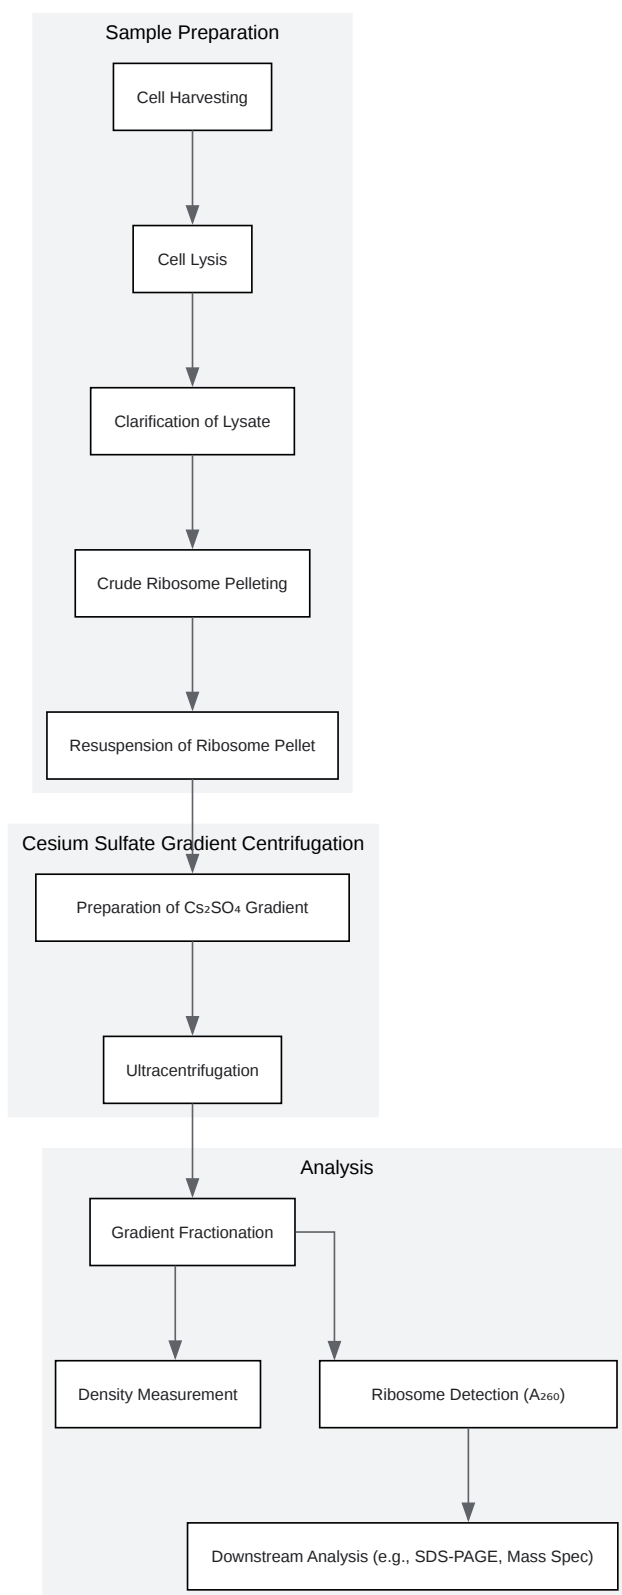 Sample Preparation
Cell Harvesting
Cell Lysis
Clarification of Lysate
Crude Ribosome Pelleting
Resuspension of Ribosome Pellet
Cesium Sulfate Gradient Centrifugation
Preparation of Cs₂SO₄ Gradient
Ultracentrifugation
Analysis
Gradient Fractionation
Density Measurement
Ribosome Detection (A₂₆₀)
Downstream Analysis (e.g., SDS-PAGE, Mass Spec)